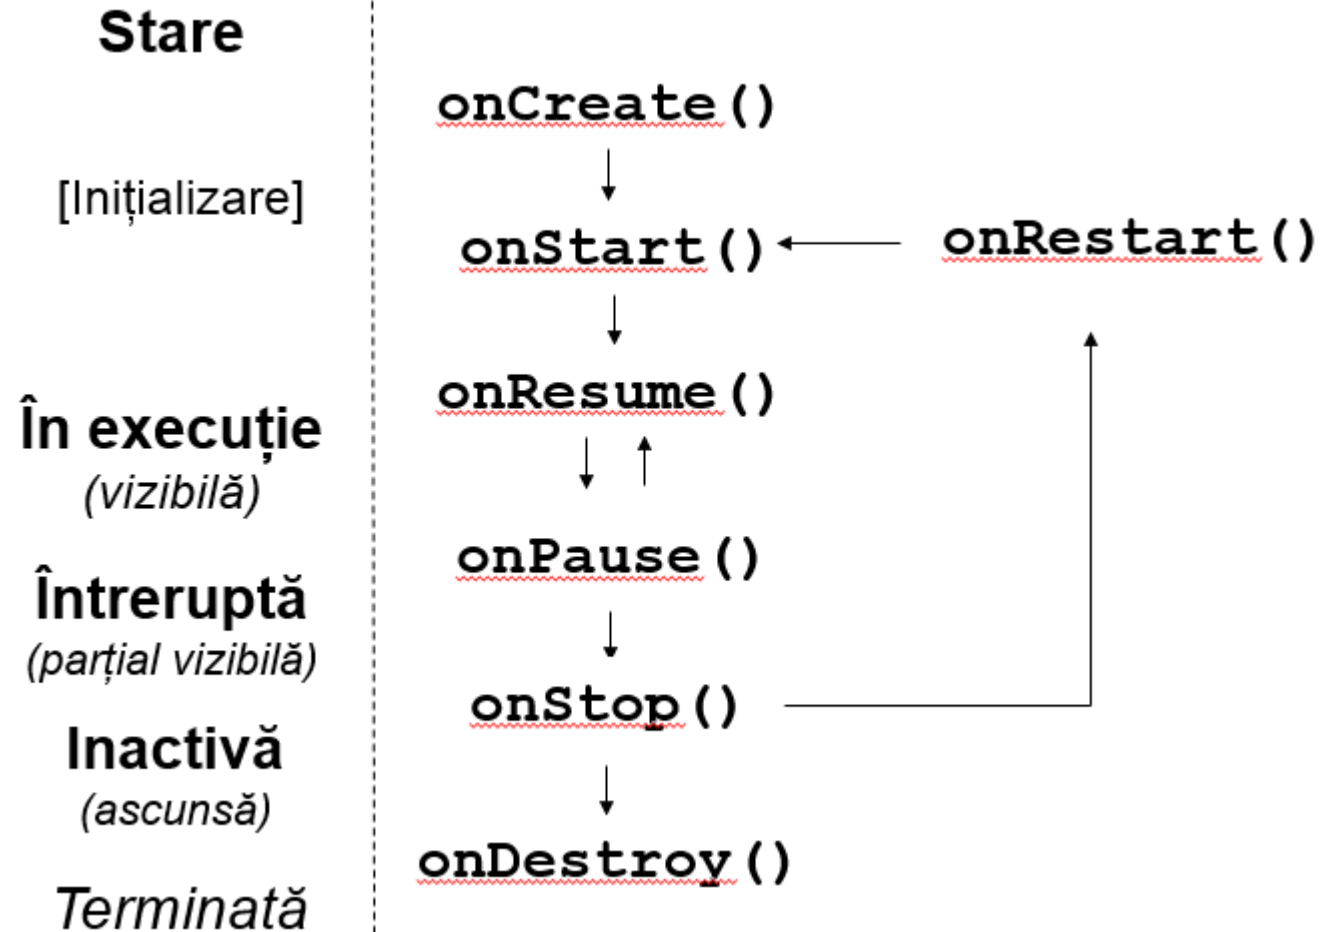 Stare
onCreate()
[Inițializare]
onStart()
onRestart()
onResume()
În execuție
(vizibilă)
onPause()
Întreruptă
(parțial vizibilă)
onStop()
Inactivă
(ascunsă)
onDestroy()
Terminată